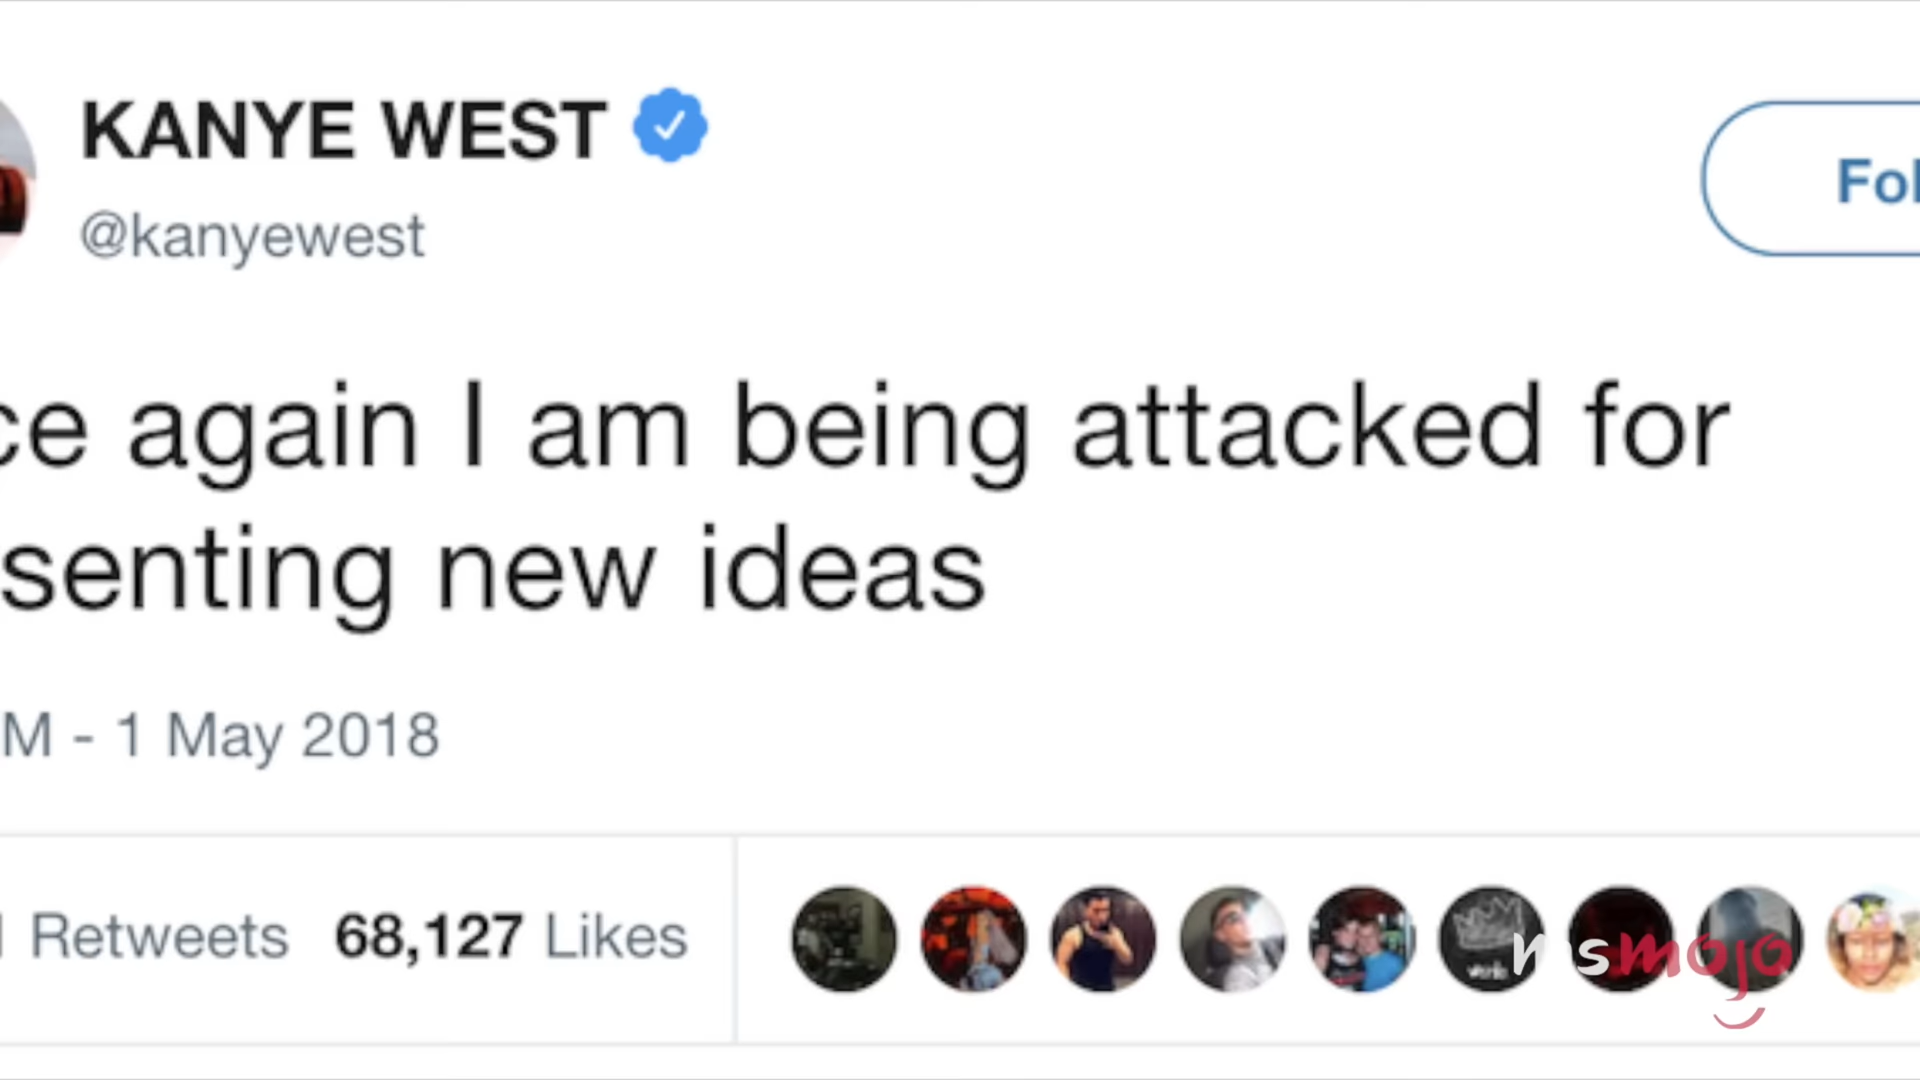 KANYE WEST
@kanyewest
Fol
ce again I am being attacked for
senting new ideas
M - 1 May 2018
Retweets 68,127 Likes
msmojo